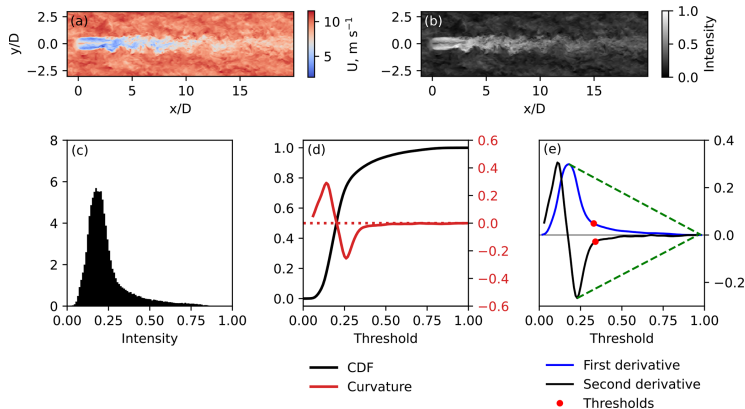 (a)
y/D
2.5
0.0
−2.5
0 5 10 15
x/D
10
5
U, m s⁻¹
(b)
2.5
0.0
−2.5
0 5 10 15
x/D
1.0
0.5
0.0
Intensity
(c)
8
6
4
2
0
0.00 0.25 0.50 0.75 1.00
Intensity
(d)
1.0
0.8
0.6
0.4
0.2
0.0
0.6
0.4
0.2
0.0
−0.2
−0.4
−0.6
0.00 0.25 0.50 0.75 1.00
Threshold
CDF
Curvature
(e)
0.4
0.2
0.0
−0.2
0.00 0.25 0.50 0.75 1.00
Threshold
First derivative
Second derivative
Thresholds